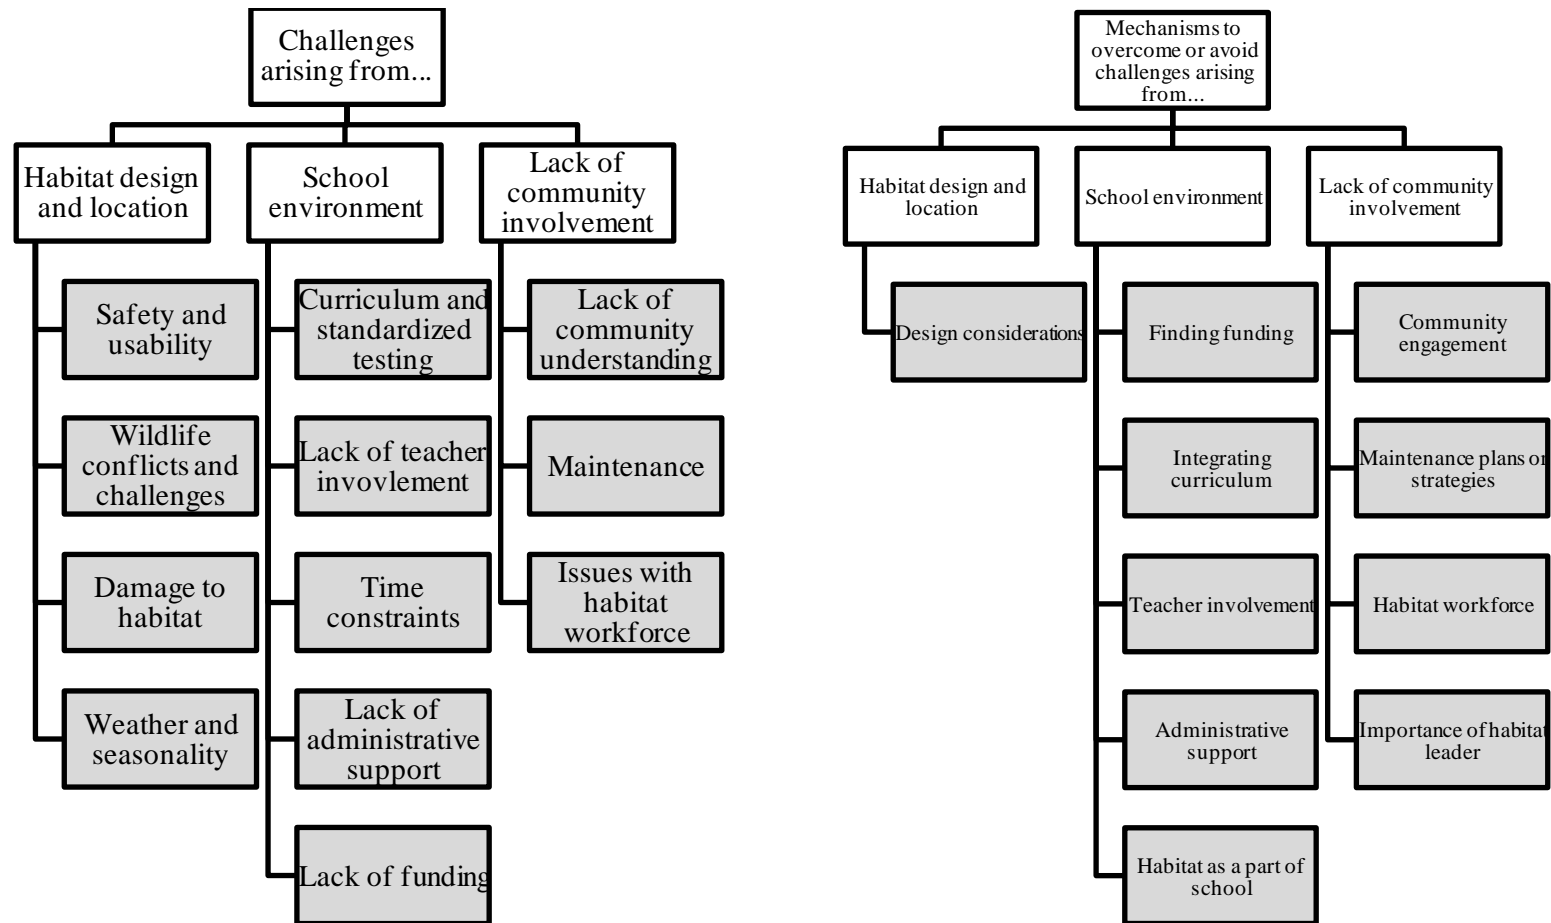 Challenges
arising from...
Habitat design
and location
School
environment
Lack of
community
involvement
Safety and
usability
Wildlife
conflicts and
challenges
Damage to
habitat
Weather and
seasonality
Curriculum and
standardized
testing
Lack of teacher
invovlement
Time
constraints
Lack of
administrative
support
Lack of funding
Lack of
community
understanding
Maintenance
Issues with
habitat
workforce
Mechanisms to
overcome or avoid
challenges arising
from...
Habitat design and
location
School environment
Lack of community
involvement
Design considerations
Finding funding
Integrating
curriculum
Teacher involvement
Administrative
support
Habitat as a part of
school
Community
engagement
Maintenance plans or
strategies
Habitat workforce
Importance of habitat
leader